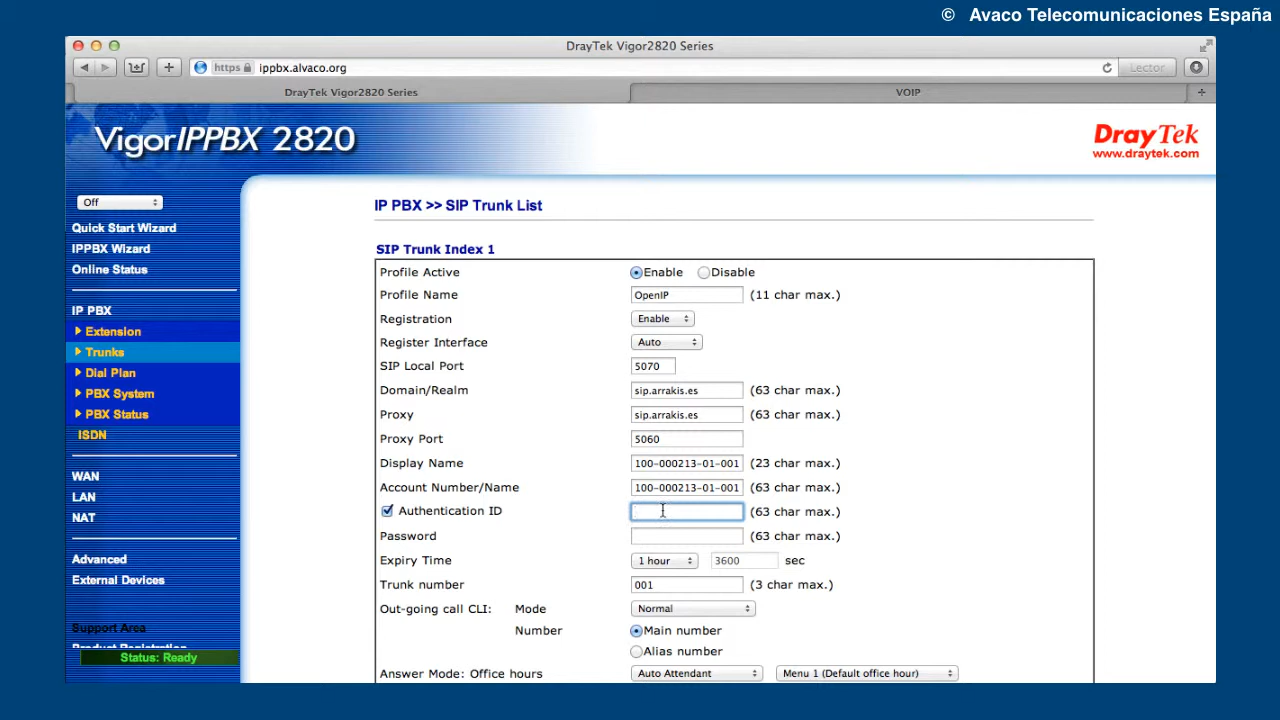 © Avaco Telecomunicaciones España
DrayTek Vigor2820 Series
https ippbx.alvaco.org Lector
DrayTek Vigor2820 Series VOIP
VigorIPPBX 2820
DrayTek
www.draytek.com
Off
Quick Start Wizard
IPPBX Wizard
Online Status
IP PBX
Extension
Trunks
Dial Plan
PBX System
PBX Status
ISDN
WAN
LAN
NAT
Advanced
External Devices
Support Area
Product Registration
Status: Ready
IP PBX >> SIP Trunk List
SIP Trunk Index 1
Profile Active Enable Disable
Profile Name OpenIP (11 char max.)
Registration Enable
Register Interface Auto
SIP Local Port 5070
Domain/Realm sip.arrakis.es (63 char max.)
Proxy sip.arrakis.es (63 char max.)
Proxy Port 5060
Display Name 100-000213-01-001 (23 char max.)
Account Number/Name 100-000213-01-001 (63 char max.)
Authentication ID (63 char max.)
Password (63 char max.)
Expiry Time 1 hour 3600 sec
Trunk number 001 (3 char max.)
Out-going call CLI: Mode Normal
Number Main number
Alias number
Answer Mode: Office hours Auto Attendant Menu 1 (Default office hour)